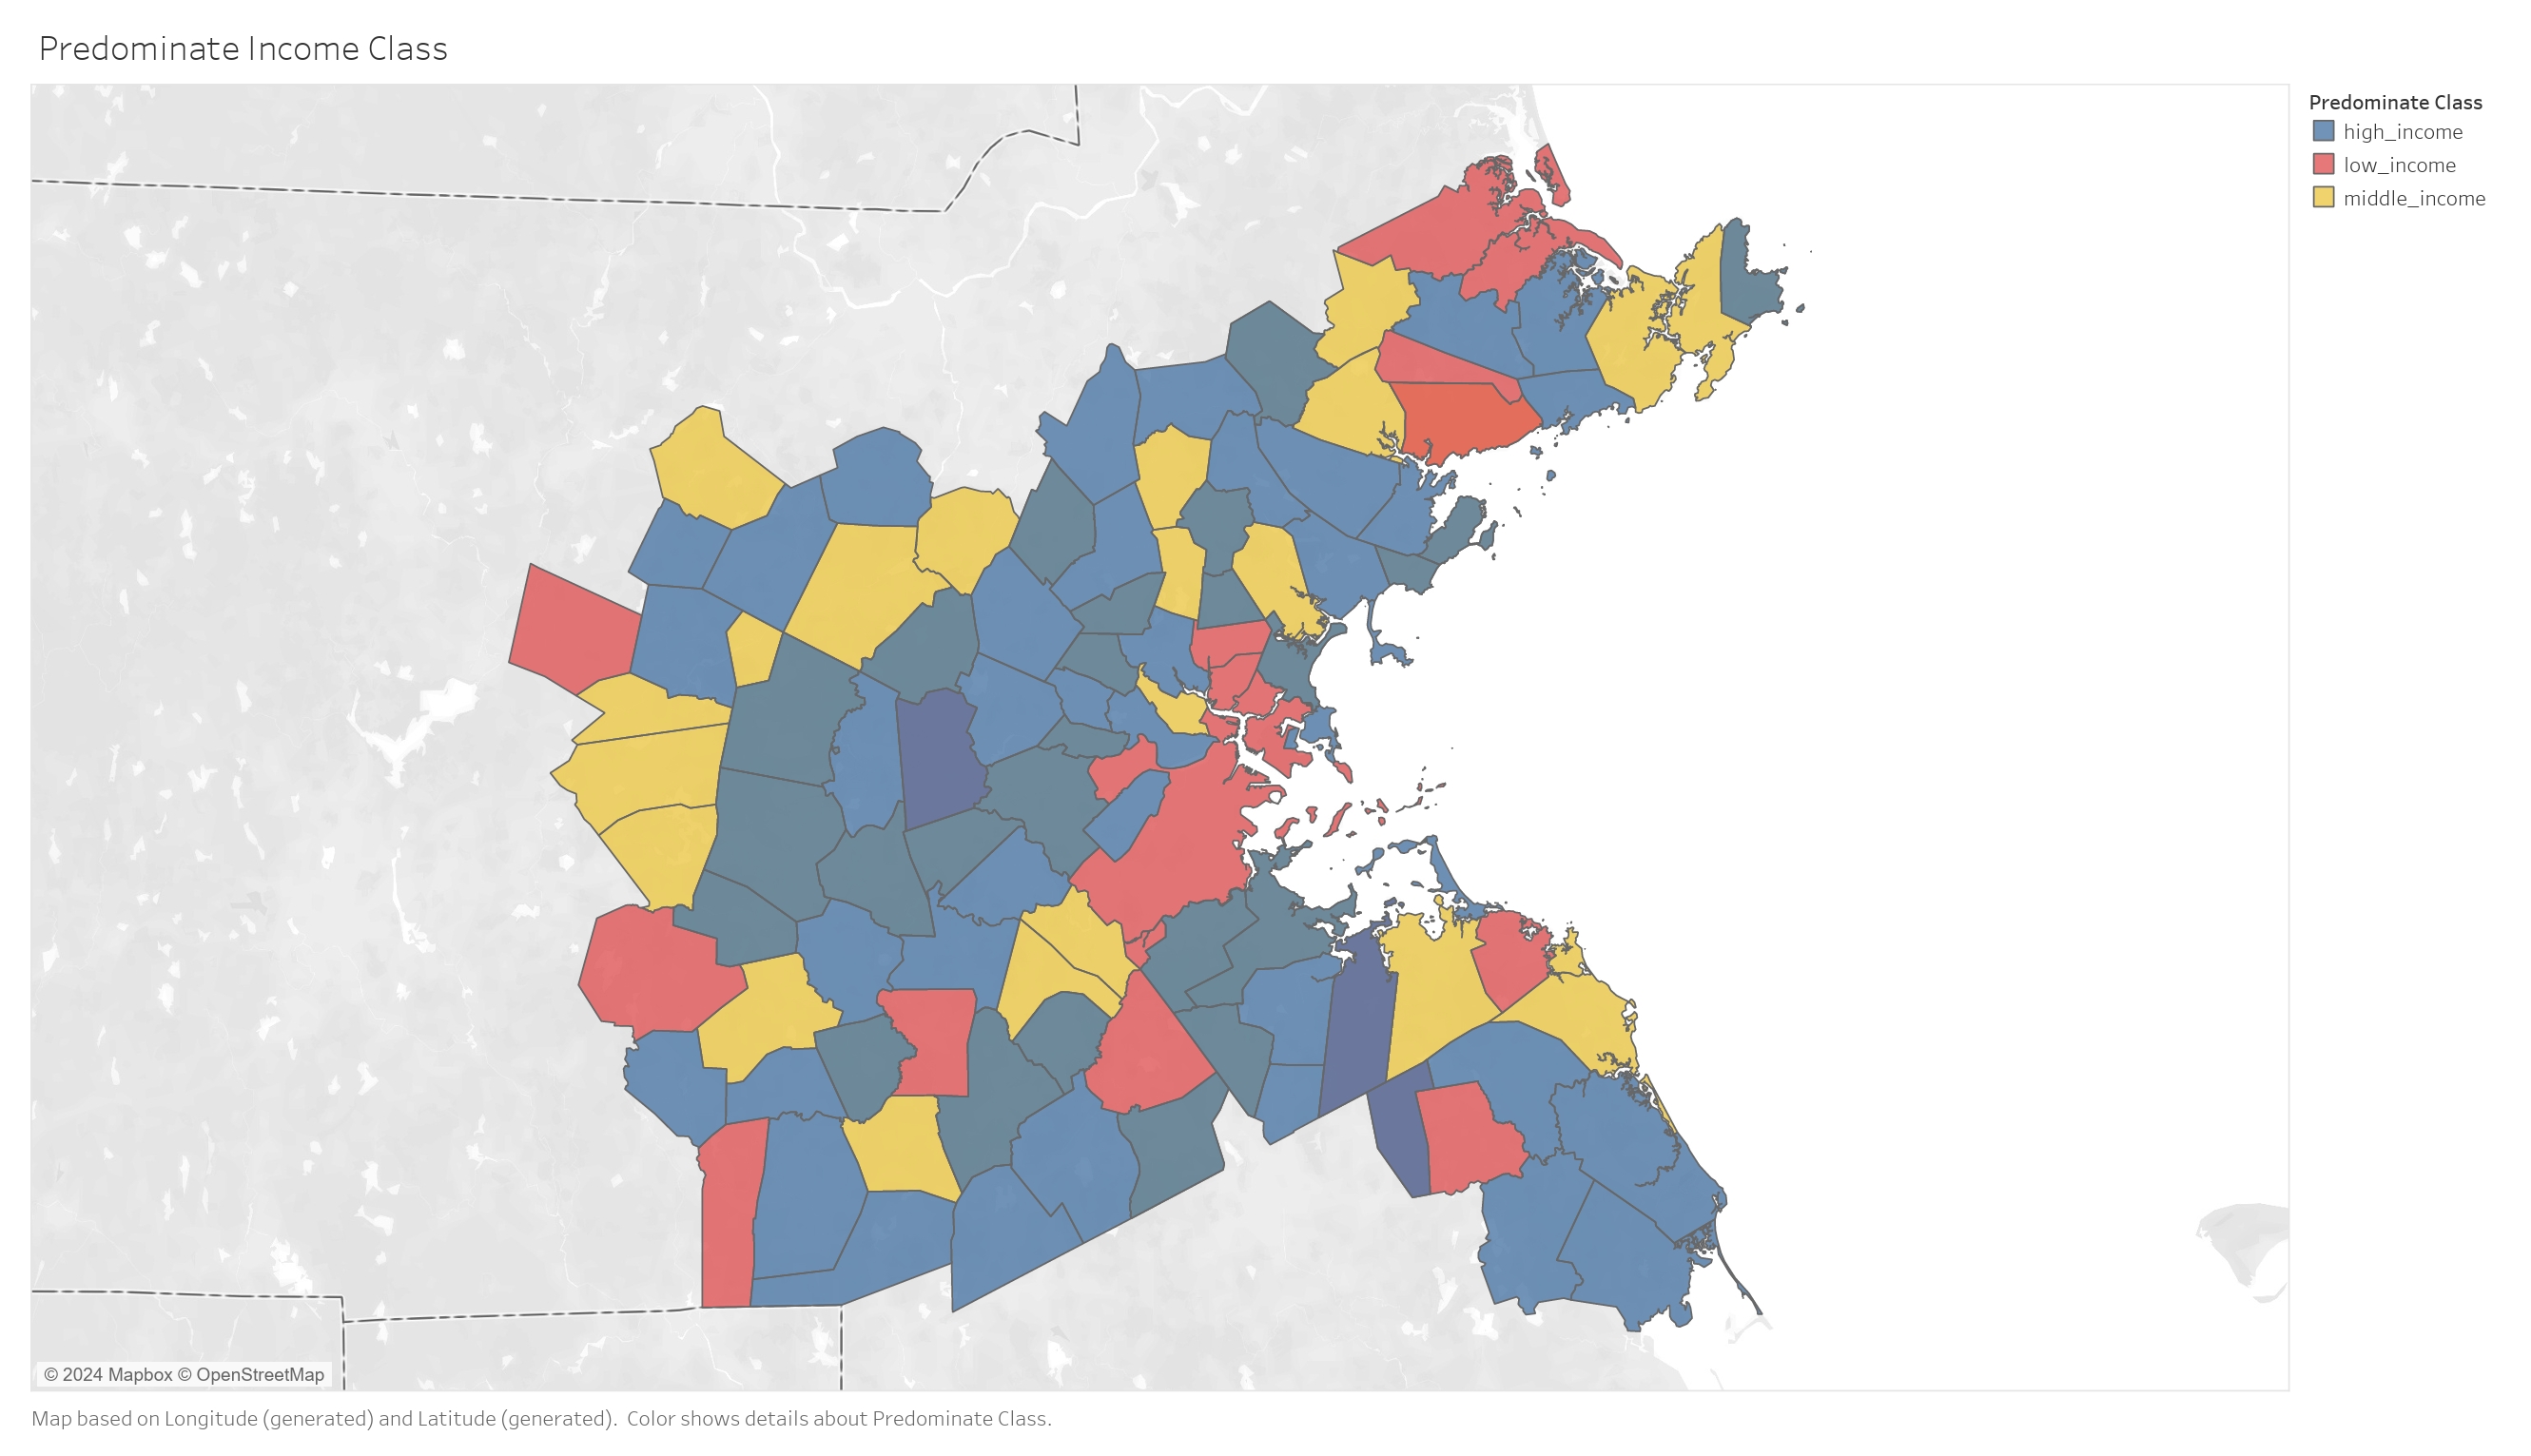 Predominate Income Class
Predominate Class
high_income
low_income
middle_income
© 2024 Mapbox © OpenStreetMap
Map based on Longitude (generated) and Latitude (generated).  Color shows details about Predominate Class.